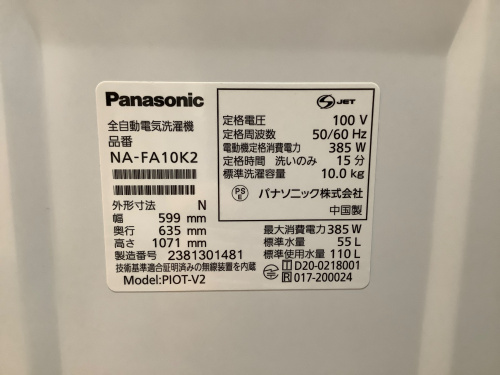 Panasonic
全自動電気洗濯機
品番
NA-FA10K2
外形寸法 N
幅 599 mm
奥行 635 mm
高さ 1071 mm
製造番号 2381301481
技術基準適合証明済みの無線装置を内蔵
Model:PIOT-V2
S JET
定格電圧 100 V
定格周波数 50/60 Hz
電動機定格消費電力 385 W
定格時間 洗いのみ 15 分
標準洗濯容量 10.0 kg
PS E パナソニック株式会社
中国製
最大消費電力 385 W
標準水量 55 L
標準使用水量 110 L
T D20-0218001
R 017-200024